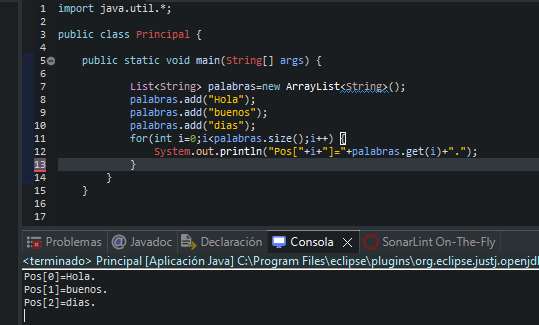 1 import java.util.*;
2
3 public class Principal {
4
5 public static void main(String[] args) {
6
7 List<String> palabras=new ArrayList<String>();
8 palabras.add("Hola");
9 palabras.add("buenos");
10 palabras.add("dias");
11 for(int i=0;i<palabras.size();i++) {
12 System.out.println("Pos["+i+"]="+palabras.get(i)+".");
13 }
14 }
15 }
16
17
Problemas @ Javadoc Declaración Consola SonarLint On-The-Fly
<terminado> Principal [Aplicación Java] C:\Program Files\eclipse\plugins\org.eclipse.justj.openjd
Pos[0]=Hola.
Pos[1]=buenos.
Pos[2]=dias.